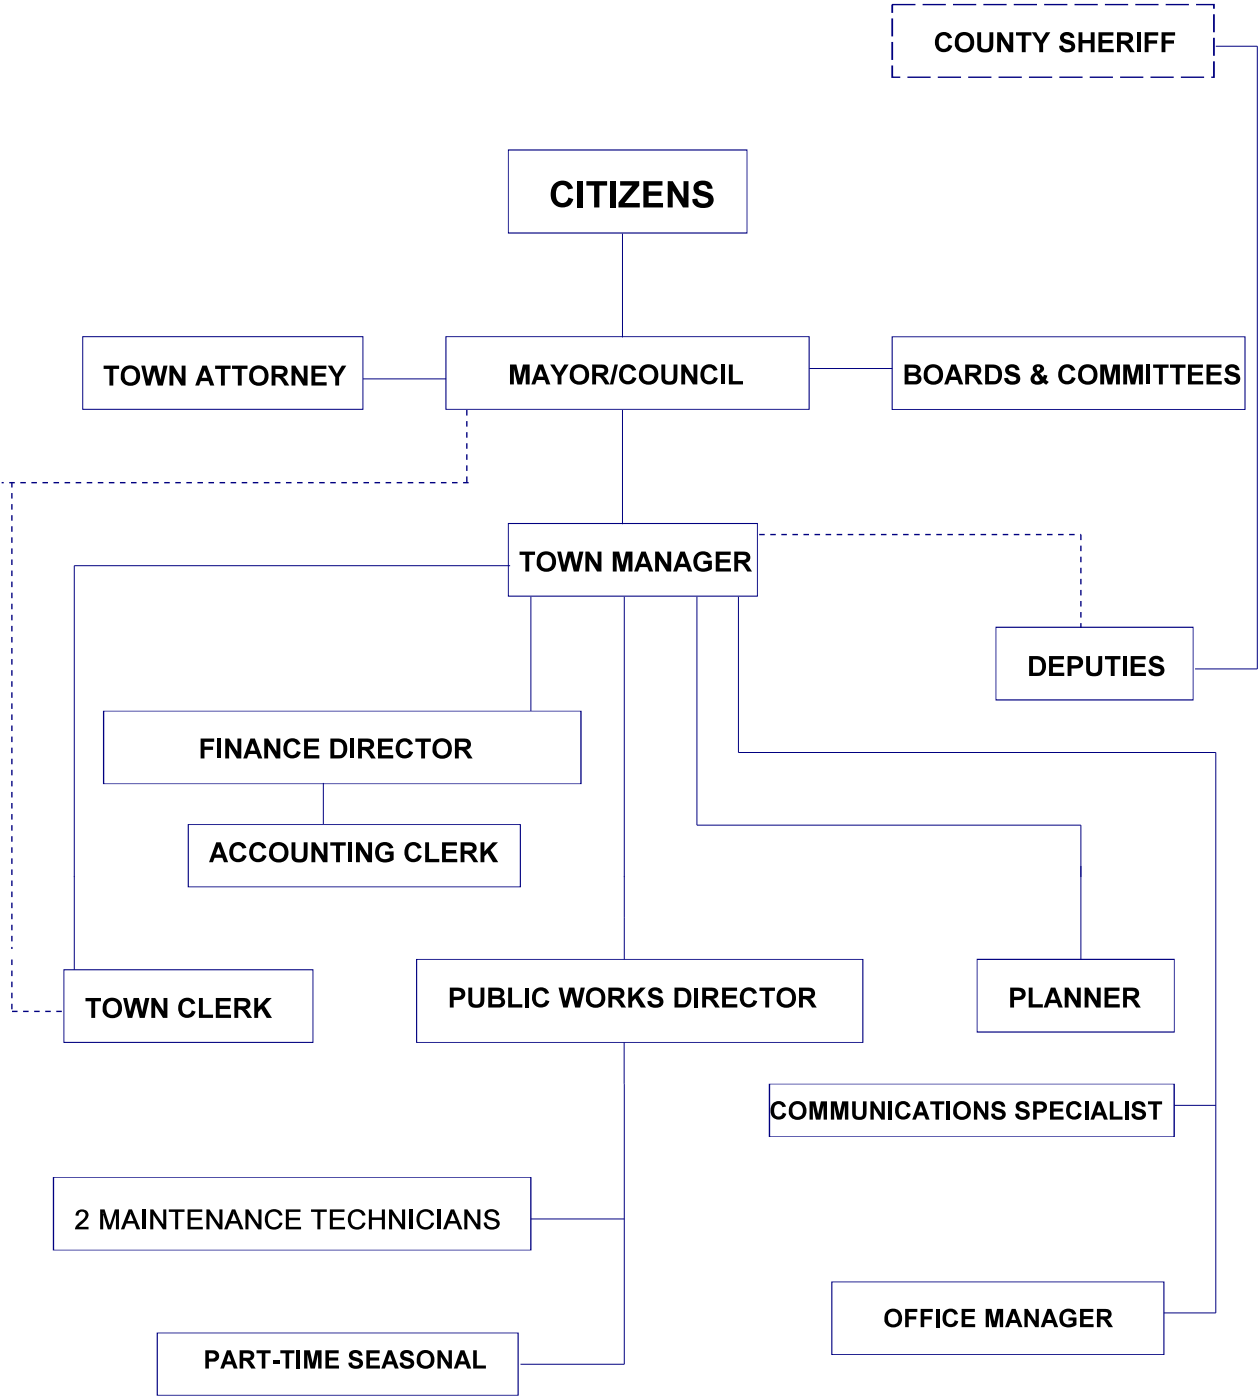 COUNTY SHERIFF
CITIZENS
TOWN ATTORNEY
MAYOR/COUNCIL
BOARDS & COMMITTEES
TOWN MANAGER
DEPUTIES
FINANCE DIRECTOR
ACCOUNTING CLERK
TOWN CLERK
PUBLIC WORKS DIRECTOR
PLANNER
COMMUNICATIONS SPECIALIST
2 MAINTENANCE TECHNICIANS
OFFICE MANAGER
PART-TIME SEASONAL